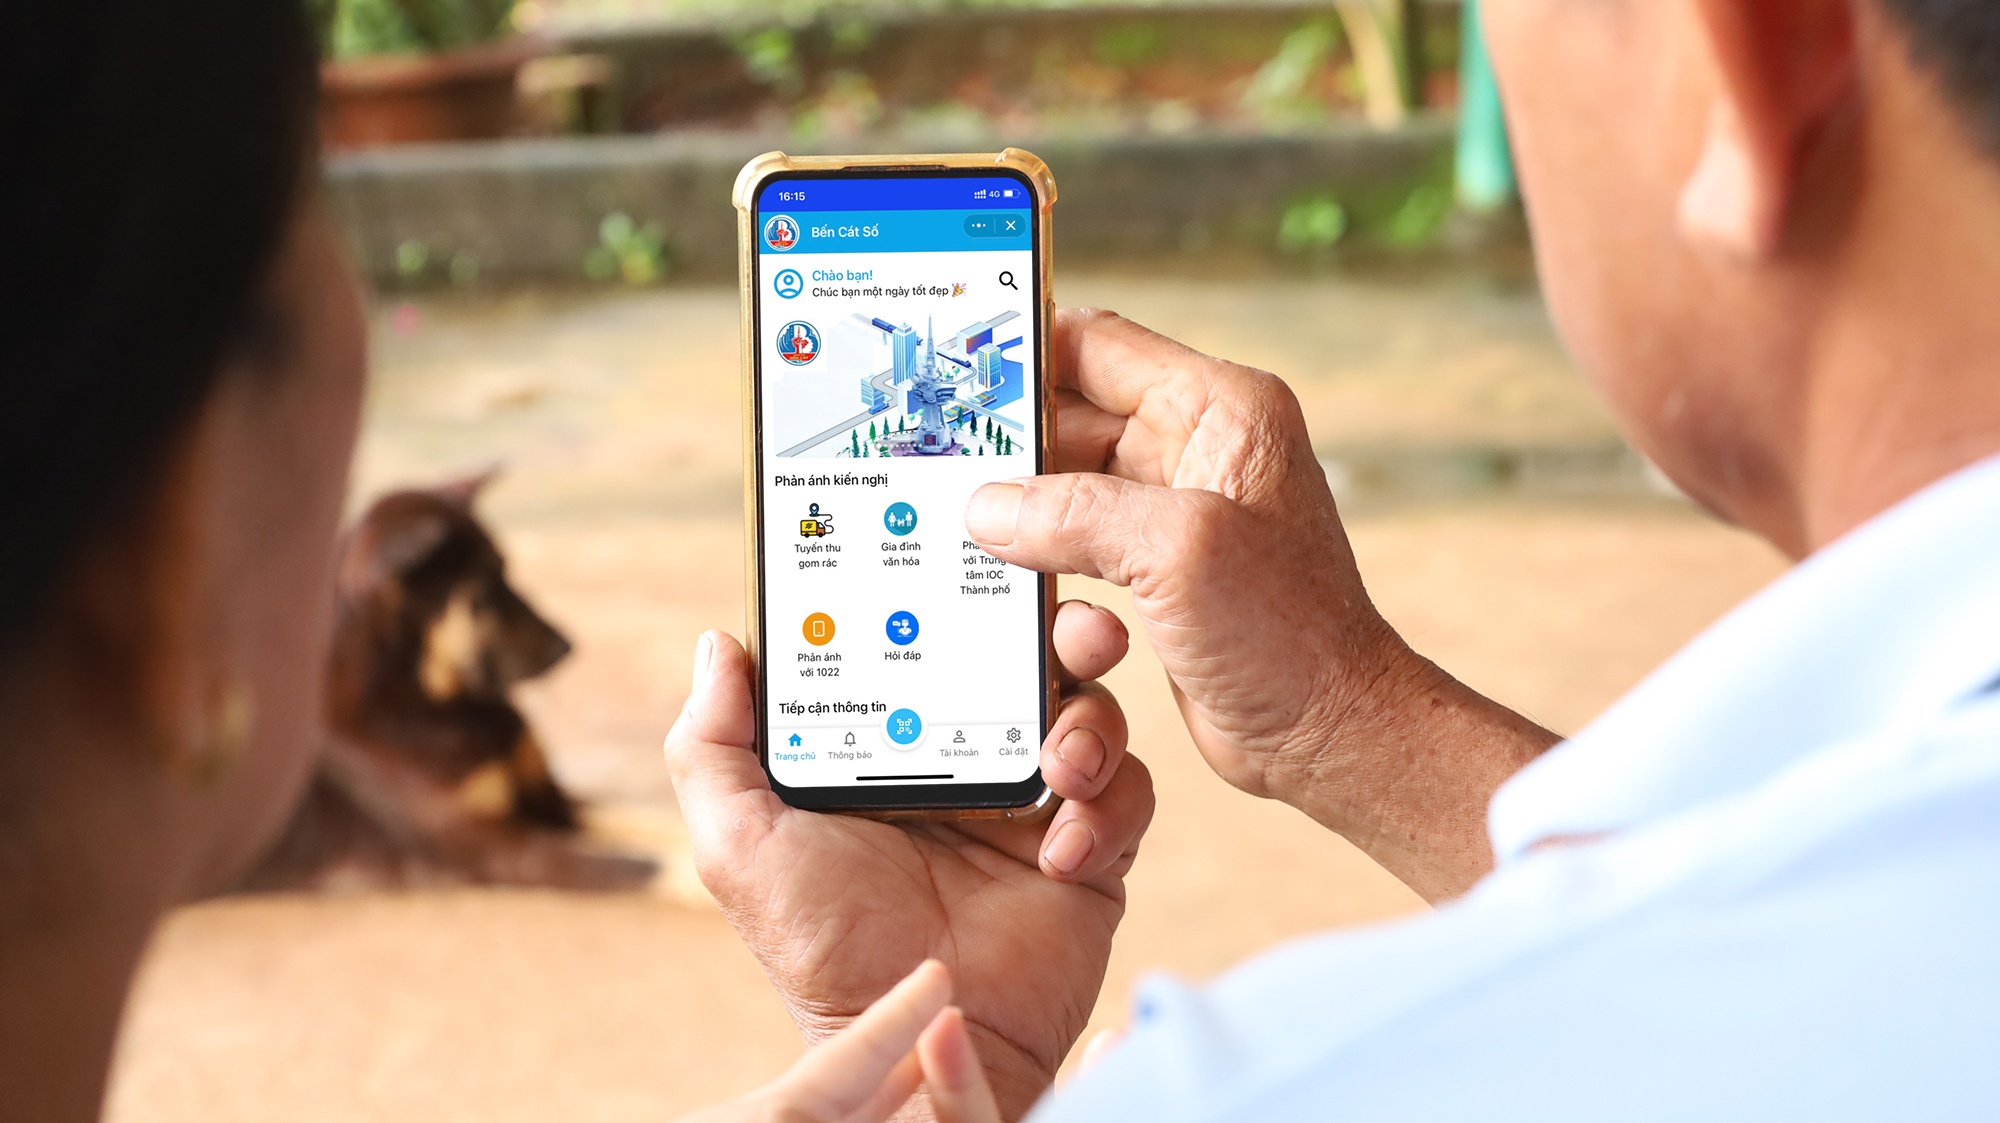 16:15 4G
Bến Cát Số
Chào bạn!
Chúc bạn một ngày tốt đẹp 🎉
Phản ánh kiến nghị
Tuyến thu
gom rác
Gia đình
văn hóa
với Trung
tâm IOC
Thành phố
Phản ánh
với 1022
Hỏi đáp
Tiếp cận thông tin
Trang chủ
Thông báo
Tài khoản
Cài đặt